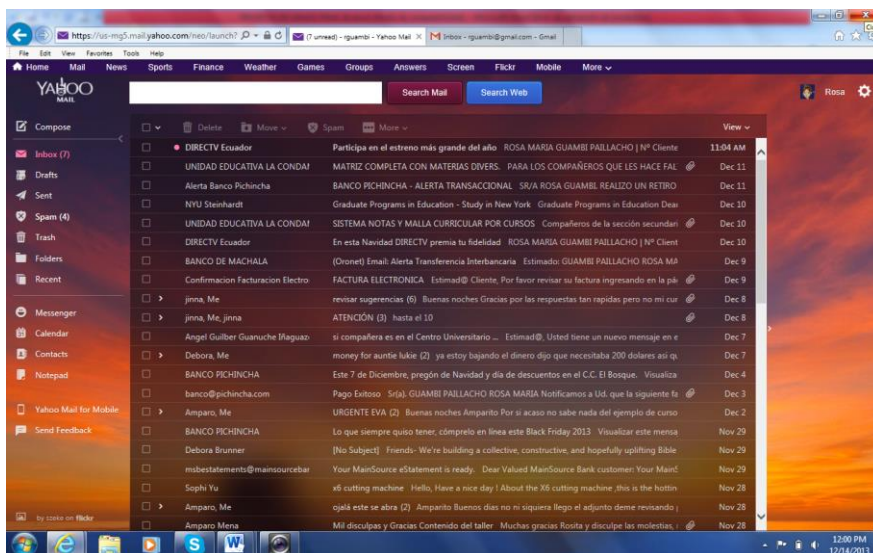 https://us-mg5.mail.yahoo.com/neo/launch?
(7 unread) - rguambi - Yahoo Mail
Inbox - rguambi@gmail.com - Gmail
File Edit View Favorites Tools Help
Home Mail News Sports Finance Weather Games Groups Answers Screen Flickr Mobile More
YAHOO MAIL
Search Mail Search Web
Rosa
Compose
Delete Move Spam More View
Inbox (7)
Drafts
Sent
Spam (4)
Trash
Folders
Recent
Messenger
Calendar
Contacts
Notepad
Yahoo Mail for Mobile
Send Feedback
by szeke on flickr
DIRECTV Ecuador Participa en el estreno más grande del año ROSA MARIA GUAMBI PAILLACHO | Nº Cliente 11:04 AM
UNIDAD EDUCATIVA LA CONDAM MATRIZ COMPLETA CON MATERIAS DIVERS. PARA LOS COMPAÑEROS QUE LES HACE FAL Dec 11
Alerta Banco Pichincha BANCO PICHINCHA - ALERTA TRANSACCIONAL SR/A ROSA GUAMBI. REALIZO UN RETIRO Dec 11
NYU Steinhardt Graduate Programs in Education - Study in New York Graduate Programs in Education Dear Dec 10
UNIDAD EDUCATIVA LA CONDAM SISTEMA NOTAS Y MALLA CURRICULAR POR CURSOS Compañeros de la sección secundari Dec 10
DIRECTV Ecuador En esta Navidad DIRECTV premia tu fidelidad ROSA MARIA GUAMBI PAILLACHO | Nº Client Dec 10
BANCO DE MACHALA (Oronet) Email: Alerta Transferencia Interbancaria Estimado: GUAMBI PAILLACHO ROSA MA Dec 9
Confirmacion Facturacion Electro FACTURA ELECTRONICA Estimad@ Cliente, Por favor revisar su factura ingresando en la pá Dec 9
jinna, Me revisar sugerencias (6) Buenas noches Gracias por las respuestas tan rapidas pero no mi cur Dec 8
jinna, Me, jinna ATENCIÓN (3) hasta el 10 Dec 8
Angel Guilber Guanuche Iñaguazo si compañera es en el Centro Universitario ... Estimad@, Usted tiene un nuevo mensaje en e Dec 7
Debora, Me money for auntie lukie (2) ya estoy bajando el dinero dijo que necesitaba 200 dolares asi qu Dec 7
BANCO PICHINCHA Este 7 de Diciembre, pregón de Navidad y día de descuentos en el C.C. El Bosque. Visualiza Dec 4
banco@pichincha.com Pago Exitoso Sr(a). GUAMBI PAILLACHO ROSA MARIA Notificamos a Ud. que la siguiente fa Dec 3
Amparo, Me URGENTE EVA (2) Buenas noches Amparito Por si acaso no sabe nada del ejemplo de curso Dec 2
BANCO PICHINCHA Lo que siempre quiso tener, cómprelo en línea este Black Friday 2013 Visualizar este mensa Nov 29
Debora Brunner [No Subject] Friends- We're building a collective, constructive, and hopefully uplifting Bible Nov 29
msbestatements@mainsourcebar Your MainSource eStatement is ready. Dear Valued MainSource Bank customer: Your MainS Nov 29
Sophi Yu x6 cutting machine Hello, Have a nice day ! About the X6 cutting machine ,this is the hottin Nov 28
Amparo, Me ojalá este se abra (2) Amparito Buenos dias no ni siquiera llego el adjunto deme revisando Nov 28
Amparo Mena Mil disculpas y Gracias Contenido del taller Muchas gracias Rosita y disculpe las molestias, Nov 28
12:00 PM
12/14/2013